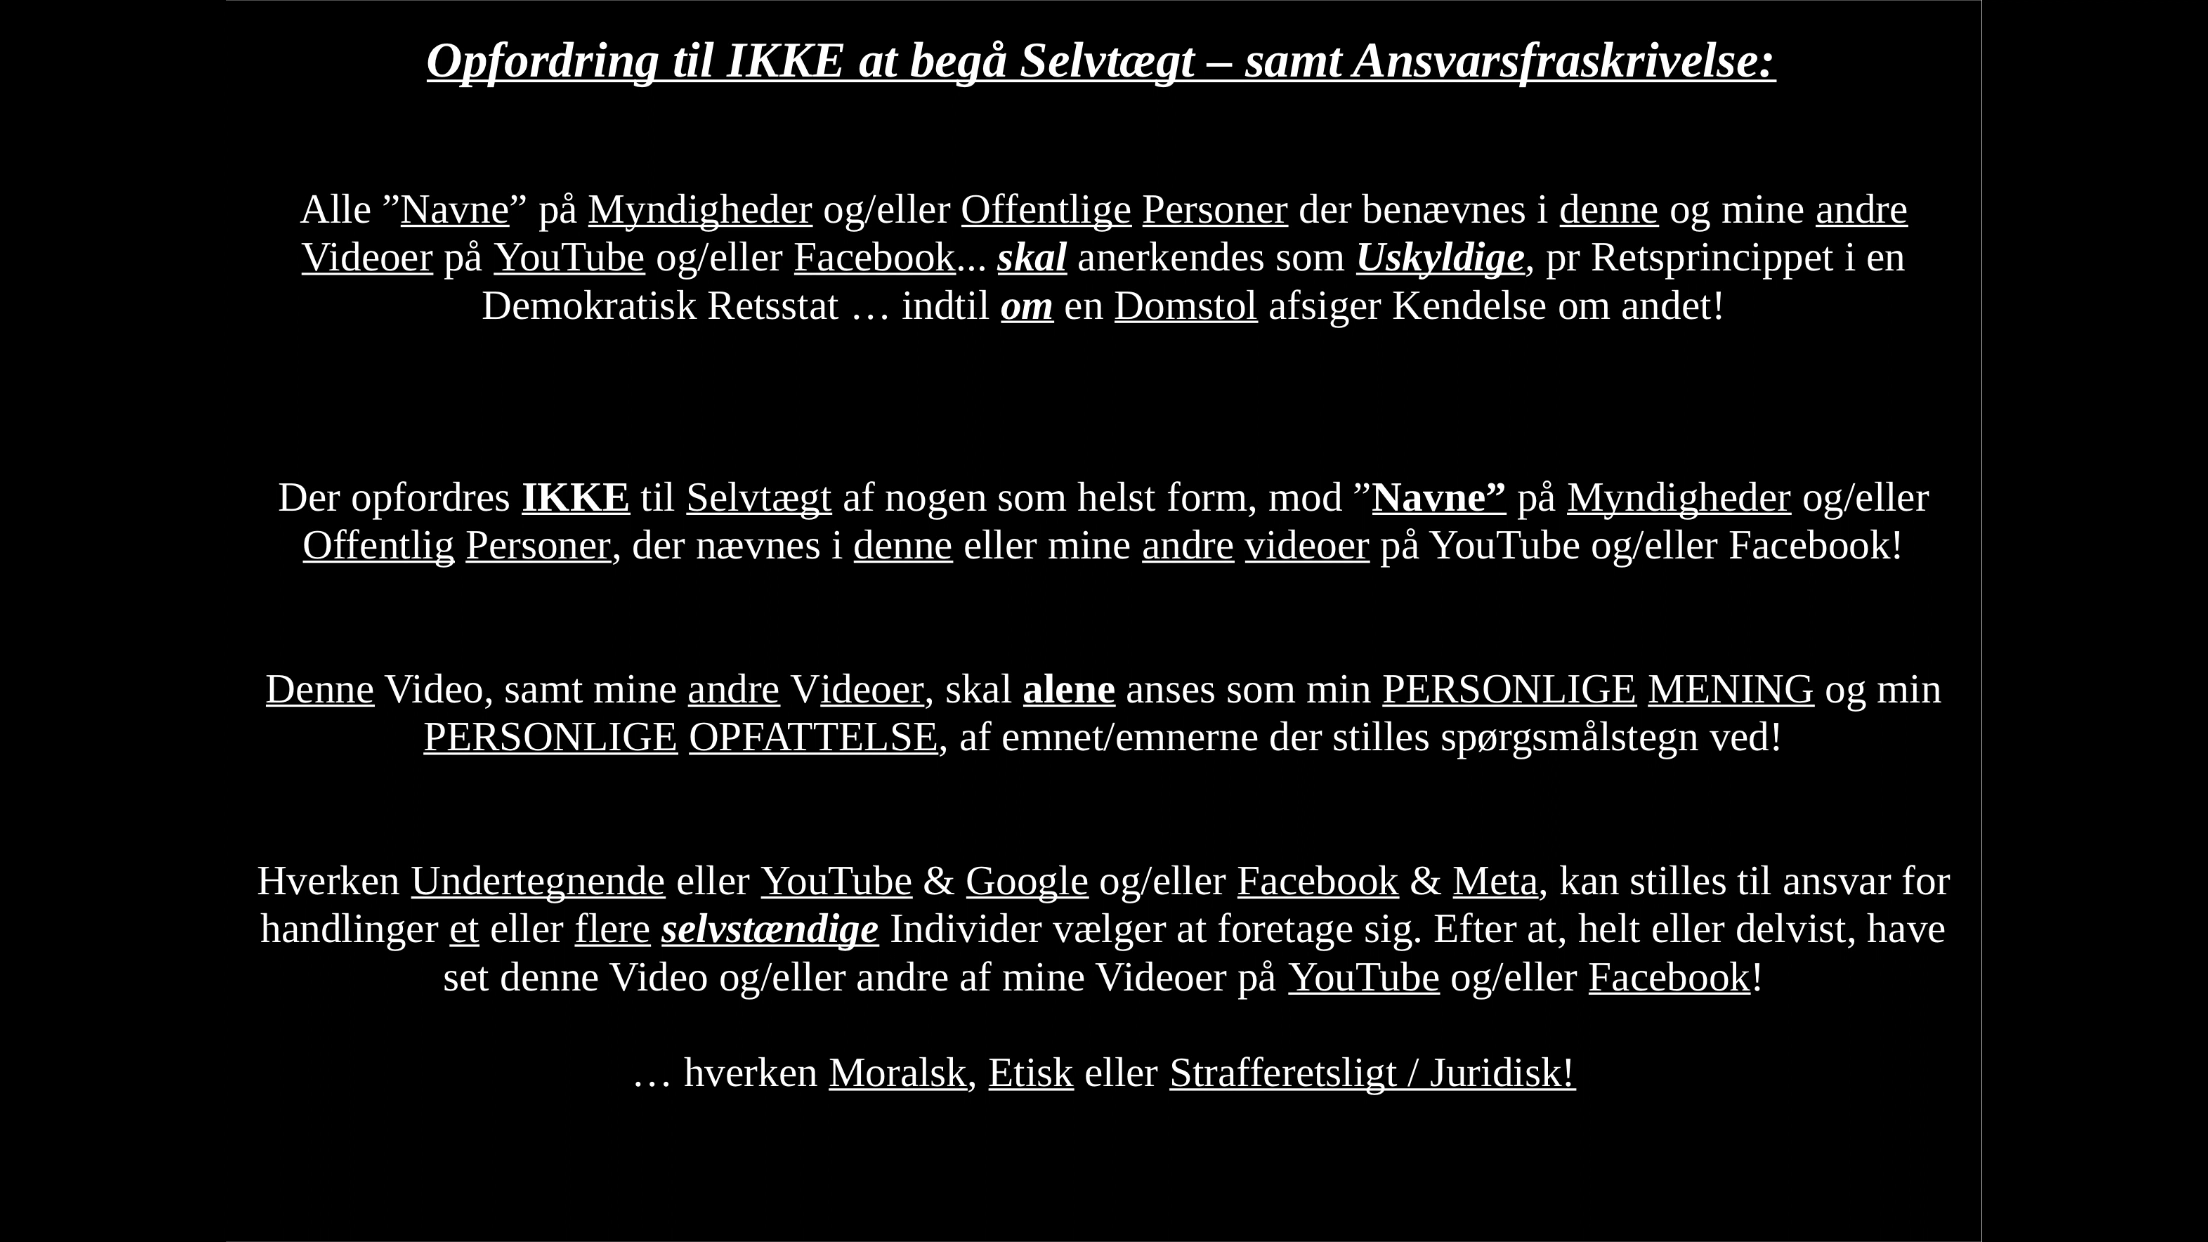 Opfordring til IKKE at begå Selvtægt – samt Ansvarsfraskrivelse:
Alle ”Navne” på Myndigheder og/eller Offentlige Personer der benævnes i denne og mine andre
Videoer på YouTube og/eller Facebook... skal anerkendes som Uskyldige, pr Retsprincippet i en
Demokratisk Retsstat … indtil om en Domstol afsiger Kendelse om andet!
Der opfordres IKKE til Selvtægt af nogen som helst form, mod ”Navne” på Myndigheder og/eller
Offentlig Personer, der nævnes i denne eller mine andre videoer på YouTube og/eller Facebook!
Denne Video, samt mine andre Videoer, skal alene anses som min PERSONLIGE MENING og min
PERSONLIGE OPFATTELSE, af emnet/emnerne der stilles spørgsmålstegn ved!
Hverken Undertegnende eller YouTube & Google og/eller Facebook & Meta, kan stilles til ansvar for
handlinger et eller flere selvstændige Individer vælger at foretage sig. Efter at, helt eller delvist, have
set denne Video og/eller andre af mine Videoer på YouTube og/eller Facebook!
… hverken Moralsk, Etisk eller Strafferetsligt / Juridisk!